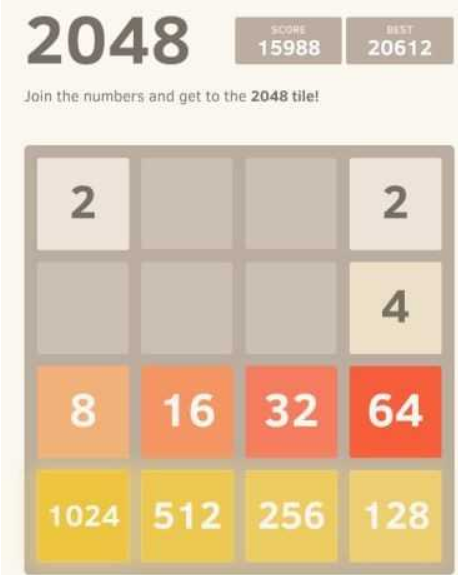 2048
SCORE
15988
BEST
20612
Join the numbers and get to the 2048 tile!
2 2
4
8 16 32 64
1024 512 256 128